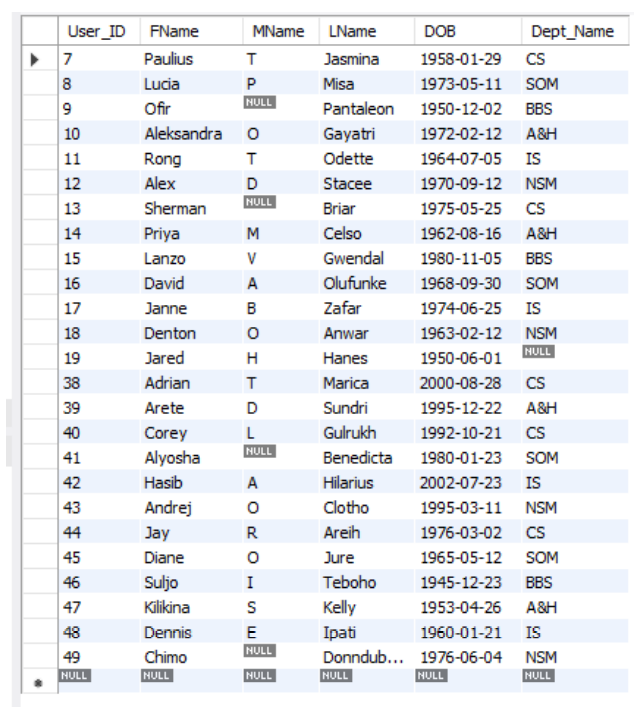 User_ID FName MName LName DOB Dept_Name
7 Paulius T Jasmina 1958-01-29 CS
8 Lucia P Misa 1973-05-11 SOM
9 Ofir NULL Pantaleon 1950-12-02 BBS
10 Aleksandra O Gayatri 1972-02-12 A&H
11 Rong T Odette 1964-07-05 IS
12 Alex D Stacee 1970-09-12 NSM
13 Sherman NULL Briar 1975-05-25 CS
14 Priya M Celso 1962-08-16 A&H
15 Lanzo V Gwendal 1980-11-05 BBS
16 David A Olufunke 1968-09-30 SOM
17 Janne B Zafar 1974-06-25 IS
18 Denton O Anwar 1963-02-12 NSM
19 Jared H Hanes 1950-06-01 NULL
38 Adrian T Marica 2000-08-28 CS
39 Arete D Sundri 1995-12-22 A&H
40 Corey L Gulrukh 1992-10-21 CS
41 Alyosha NULL Benedicta 1980-01-23 SOM
42 Hasib A Hilarius 2002-07-23 IS
43 Andrej O Clotho 1995-03-11 NSM
44 Jay R Areih 1976-03-02 CS
45 Diane O Jure 1965-05-12 SOM
46 Suljo I Teboho 1945-12-23 BBS
47 Kilikina S Kelly 1953-04-26 A&H
48 Dennis E Ipati 1960-01-21 IS
49 Chimo NULL Donndub... 1976-06-04 NSM
NULL NULL NULL NULL NULL NULL